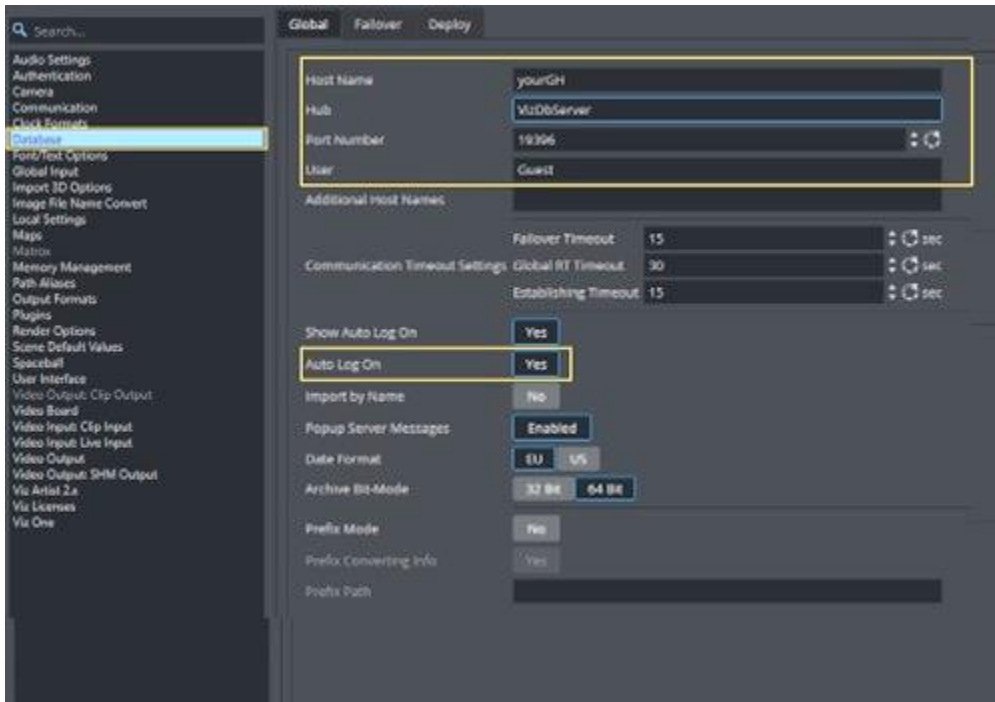 Search...
Audio Settings
Authentication
Camera
Communication
Clock Formats
Database
Font/Text Options
Global Input
Import 3D Options
Image File Name Convert
Local Settings
Maps
Matrox
Memory Management
Path Aliases
Output Formats
Plugins
Render Options
Scene Default Values
Spaceball
User Interface
Video Output: Clip Output
Video Board
Video Input: Clip Input
Video Input: Live Input
Video Output
Video Output: SHM Output
Viz Artist 2.x
Viz Licenses
Viz One
Global Failover Deploy
Host Name yourGH
Hub VizDbServer
Port Number 19396
User Guest
Additional Host Names
Failover Timeout 15 sec
Communication Timeout Settings Global RT Timeout 30 sec
Establishing Timeout 15 sec
Show Auto Log On Yes
Auto Log On Yes
Import by Name No
Popup Server Messages Enabled
Date Format EU US
Archive Bit-Mode 32 Bit 64 Bit
Prefix Mode No
Prefix Converting Info Yes
Prefix Path